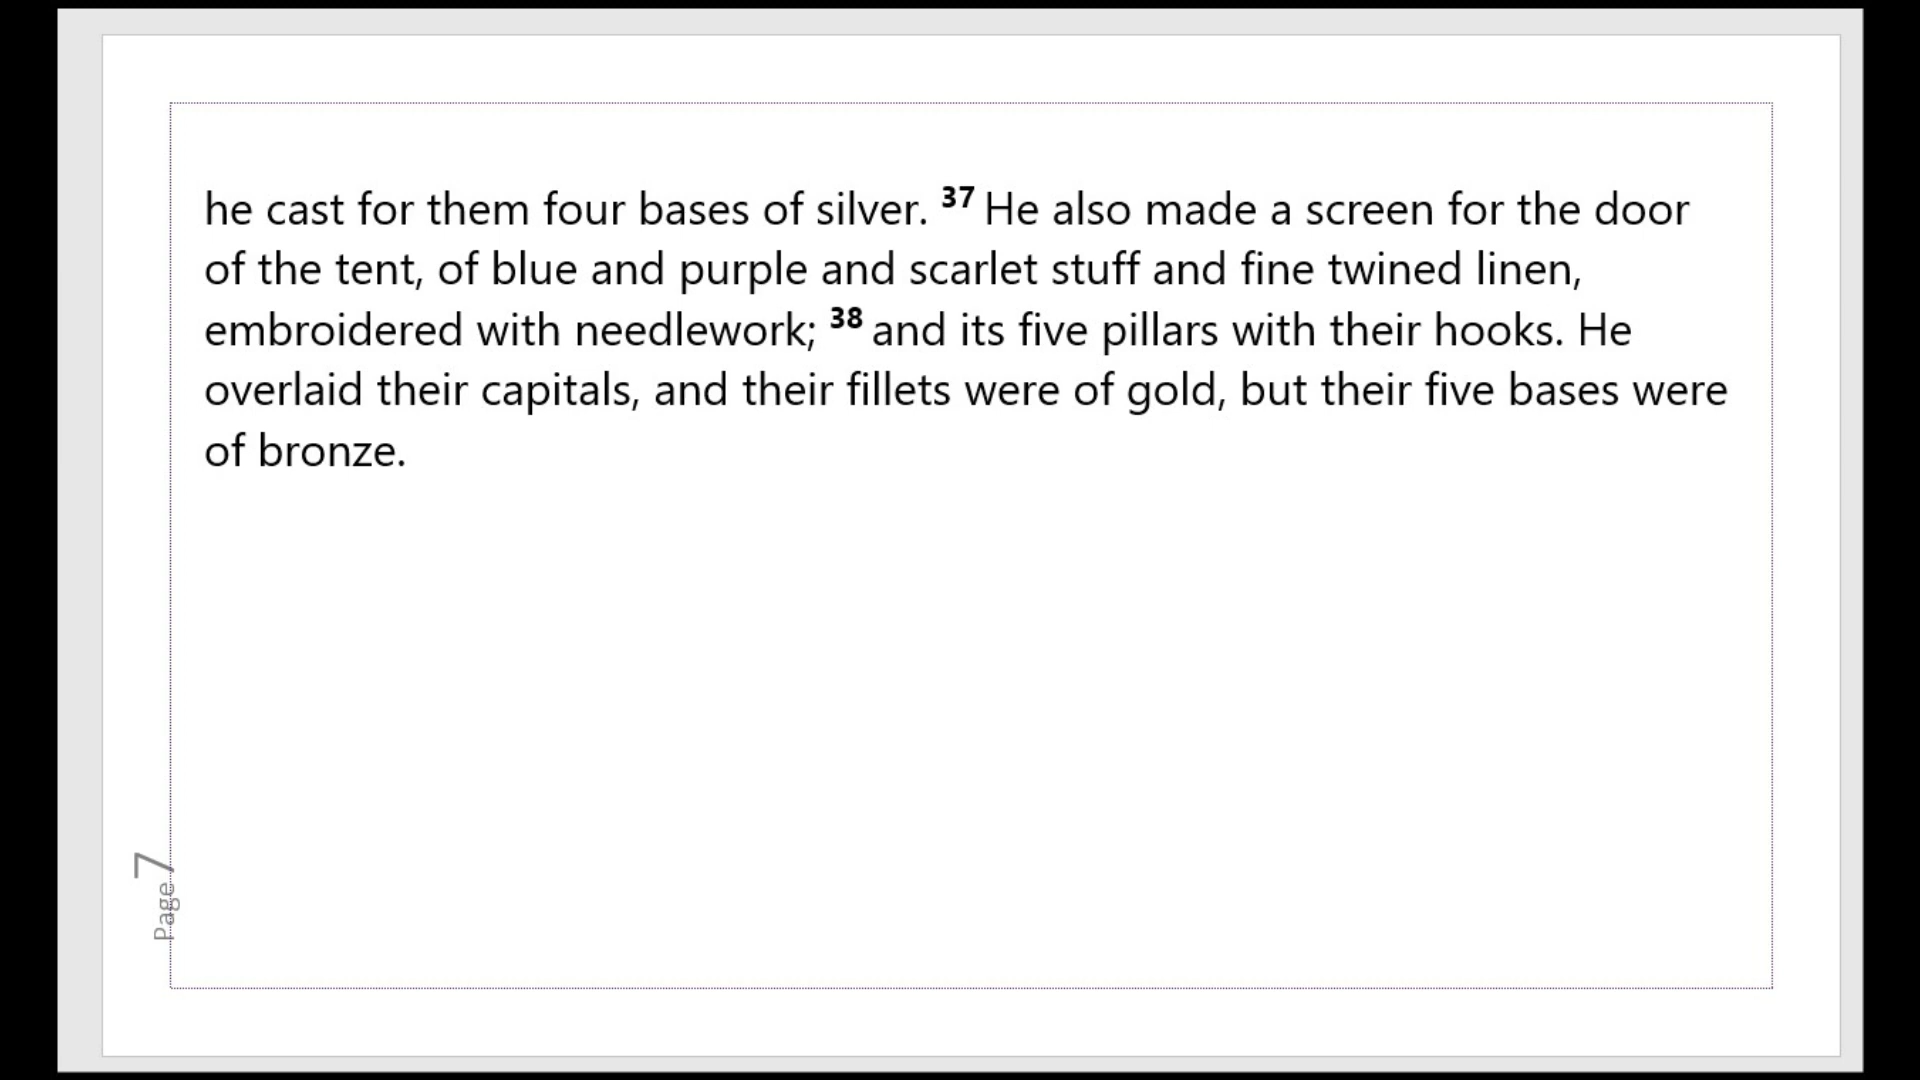 he cast for them four bases of silver. 37 He also made a screen for the door
of the tent, of blue and purple and scarlet stuff and fine twined linen,
embroidered with needlework; 38 and its five pillars with their hooks. He
overlaid their capitals, and their fillets were of gold, but their five bases were
of bronze.
Page 7